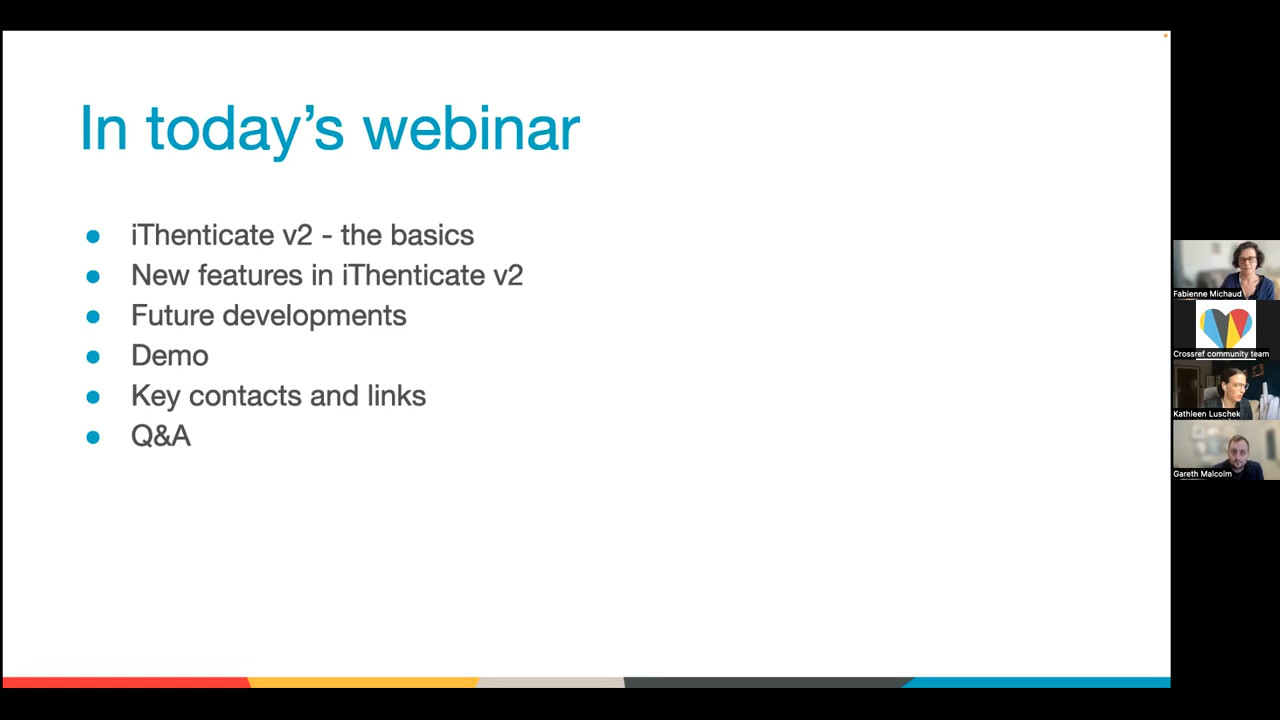 In today's webinar
iThenticate v2 - the basics
New features in iThenticate v2
Future developments
Demo
Key contacts and links
Q&A
Fabienne Michaud
Crossref community team
Kathleen Luschek
Gareth Malcolm